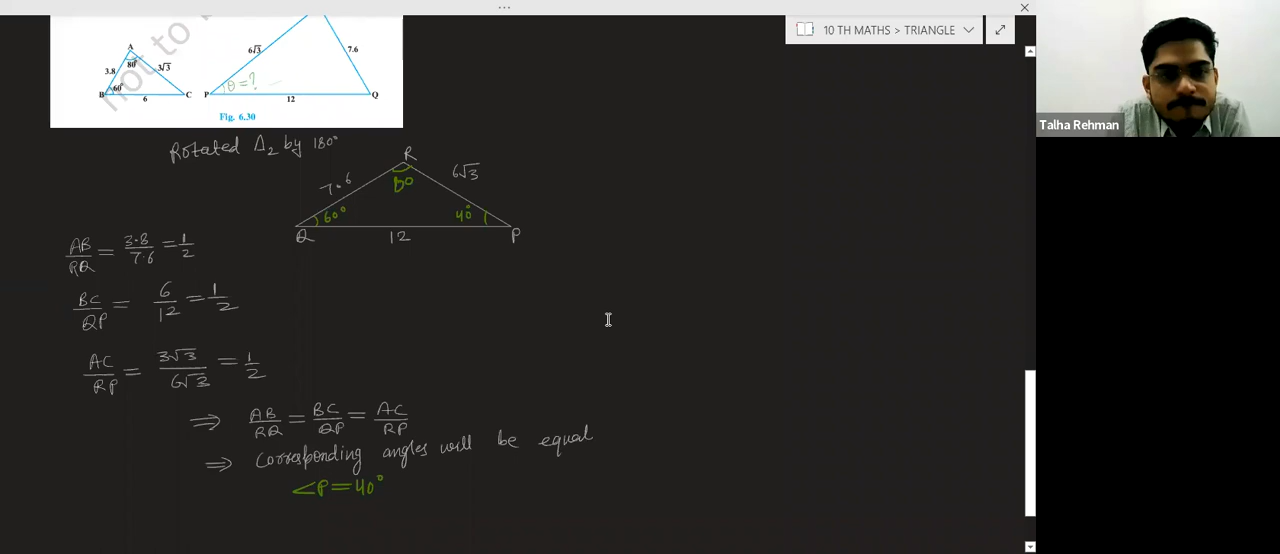 10 TH MATHS > TRIANGLE
Talha Rehman
not to
A
80°
3.8
3√3
60°
B
6
C
6√3
7.6
θ=?
P
12
Q
Fig. 6.30
Rotated Δ₂ by 180°
R
7.6
6√3
80
60°
40
Q
12
P
AB/RQ = 3.8/7.6 = 1/2
BC/QP = 6/12 = 1/2
AC/RP = 3√3/6√3 = 1/2
⇒ AB/RQ = BC/QP = AC/RP
⇒ Corresponding angles will be equal
∠P = 40°